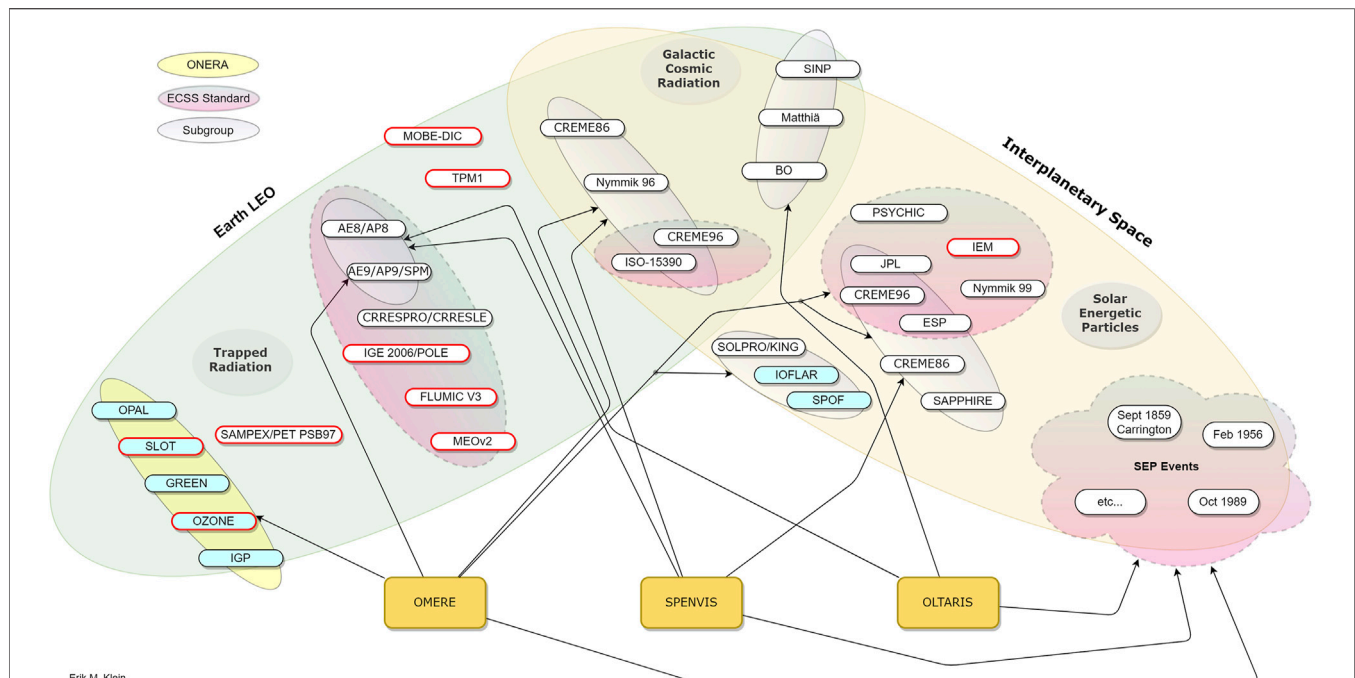 ONERA
ECSS Standard
Subgroup
Galactic
Cosmic
Radiation
SINP
Matthiä
BO
CREME86
Nymmik 96
CREME96
ISO-15390
MOBE-DIC
TPM1
Earth LEO
Interplanetary Space
AE8/AP8
AE9/AP9/SPM
CRRESPRO/CRRESLE
IGE 2006/POLE
FLUMIC V3
MEOv2
Trapped
Radiation
OPAL
SLOT
SAMPEX/PET PSB97
GREEN
OZONE
IGP
PSYCHIC
IEM
JPL
CREME96
Nymmik 99
ESP
CREME86
SAPPHIRE
Solar
Energetic
Particles
SOLPRO/KING
IOFLAR
SPOF
Sept 1859
Carrington
Feb 1956
SEP Events
etc...
Oct 1989
OMERE
SPENVIS
OLTARIS
Erik M. Klein